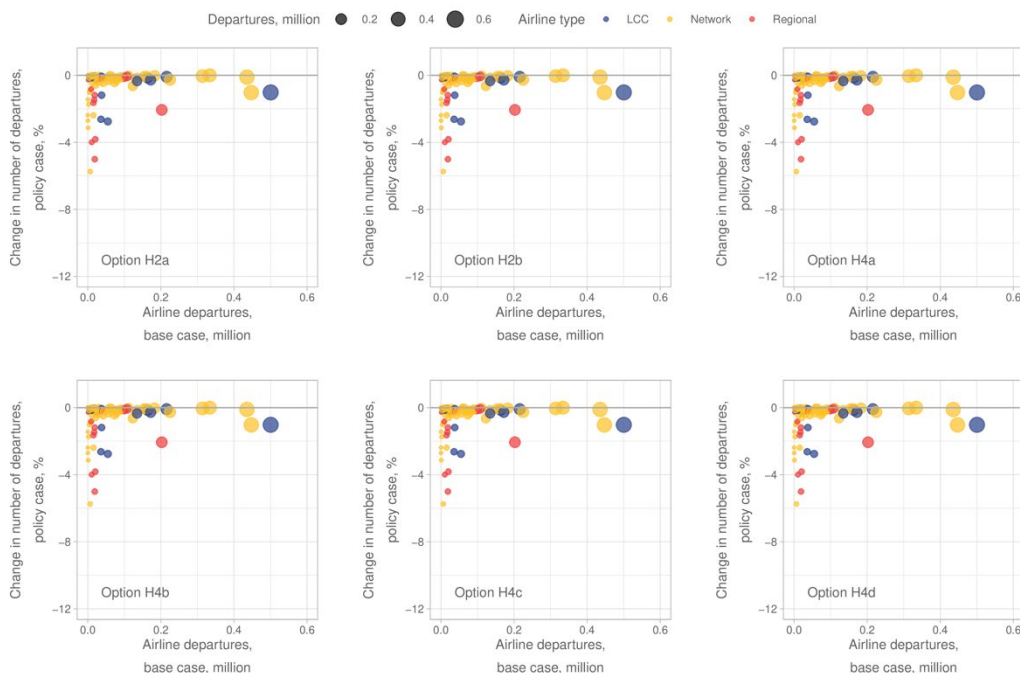 Departures, million 0.2 0.4 0.6 Airline type LCC Network Regional
Change in number of departures,
policy case, %
0
−4
−8
−12
Option H2a
0.0 0.2 0.4 0.6
Airline departures,
base case, million
Change in number of departures,
policy case, %
0
−4
−8
−12
Option H2b
0.0 0.2 0.4 0.6
Airline departures,
base case, million
Change in number of departures,
policy case, %
0
−4
−8
−12
Option H4a
0.0 0.2 0.4 0.6
Airline departures,
base case, million
Change in number of departures,
policy case, %
0
−4
−8
−12
Option H4b
0.0 0.2 0.4 0.6
Airline departures,
base case, million
Change in number of departures,
policy case, %
0
−4
−8
−12
Option H4c
0.0 0.2 0.4 0.6
Airline departures,
base case, million
Change in number of departures,
policy case, %
0
−4
−8
−12
Option H4d
0.0 0.2 0.4 0.6
Airline departures,
base case, million